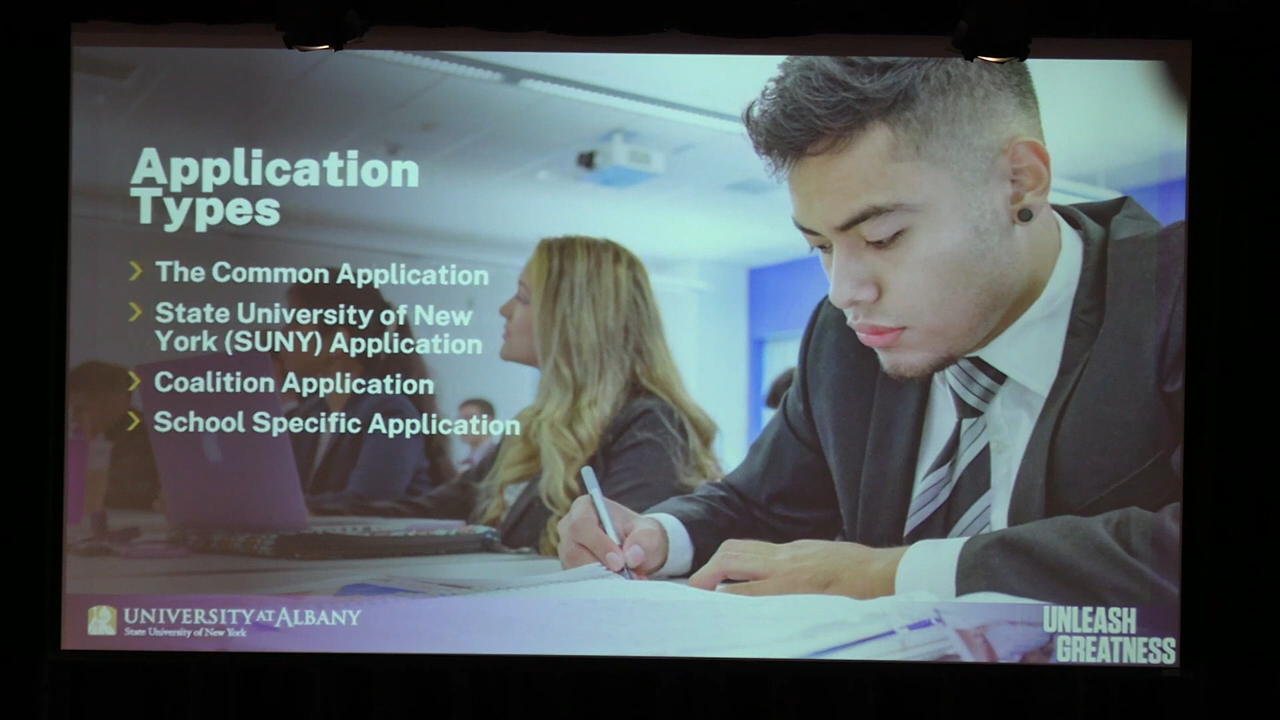 Application
Types
The Common Application
State University of New
York (SUNY) Application
Coalition Application
School Specific Application
UNIVERSITY AT ALBANY
State University of New York
UNLEASH
GREATNESS